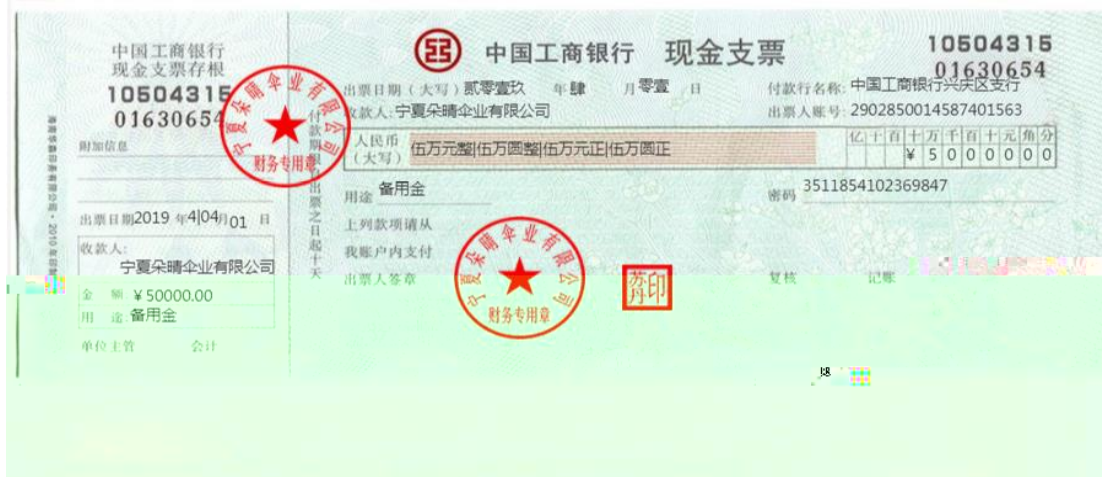 中国工商银行
现金支票存根
10504315
01630654
附加信息
出票日期2019 年4|04月01 日
收款人:
宁夏朵晴伞业有限公司
金 额 ¥50000.00
用 途 备用金
单位主管 会计
付款期限自出票之日起十天
中国工商银行 现金支票
10504315
01630654
出票日期(大写)贰零壹玖 年肆 月零壹 日
付款行名称: 中国工商银行兴庆区支行
收款人:宁夏朵晴伞业有限公司
出票人账号: 2902850014587401563
人民币
(大写)
伍万元整|伍万圆整|伍万元正|伍万圆正
亿千百十万千百十元角分
¥5000000
用途 备用金
密码 3511854102369847
上列款项请从
我账户内支付
出票人签章
复核 记账
宁夏朵晴伞业有限公司
财务专用章
宁夏朵晴伞业有限公司
财务专用章
苏丹印